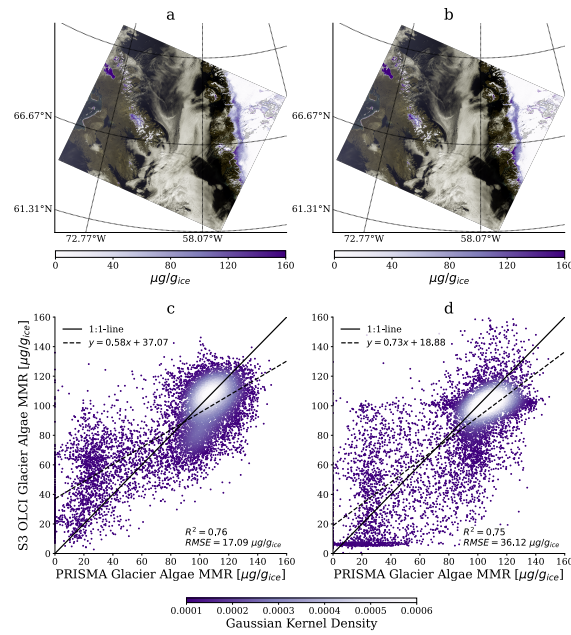 a
b
66.67°N
61.31°N
72.77°W
58.07°W
72.77°W
58.07°W
0 40 80 120 160
μg/g_ice
0 40 80 120 160
μg/g_ice
c
d
S3 OLCI Glacier Algae MMR [μg/g_ice]
160
140
120
100
80
60
40
20
0
1:1-line
y = 0.58x + 37.07
R² = 0.76
RMSE = 17.09 μg/g_ice
0 20 40 60 80 100 120 140 160
PRISMA Glacier Algae MMR [μg/g_ice]
160
140
120
100
80
60
40
20
0
1:1-line
y = 0.73x + 18.88
R² = 0.75
RMSE = 36.12 μg/g_ice
0 20 40 60 80 100 120 140 160
PRISMA Glacier Algae MMR [μg/g_ice]
0.0001 0.0002 0.0003 0.0004 0.0005 0.0006
Gaussian Kernel Density